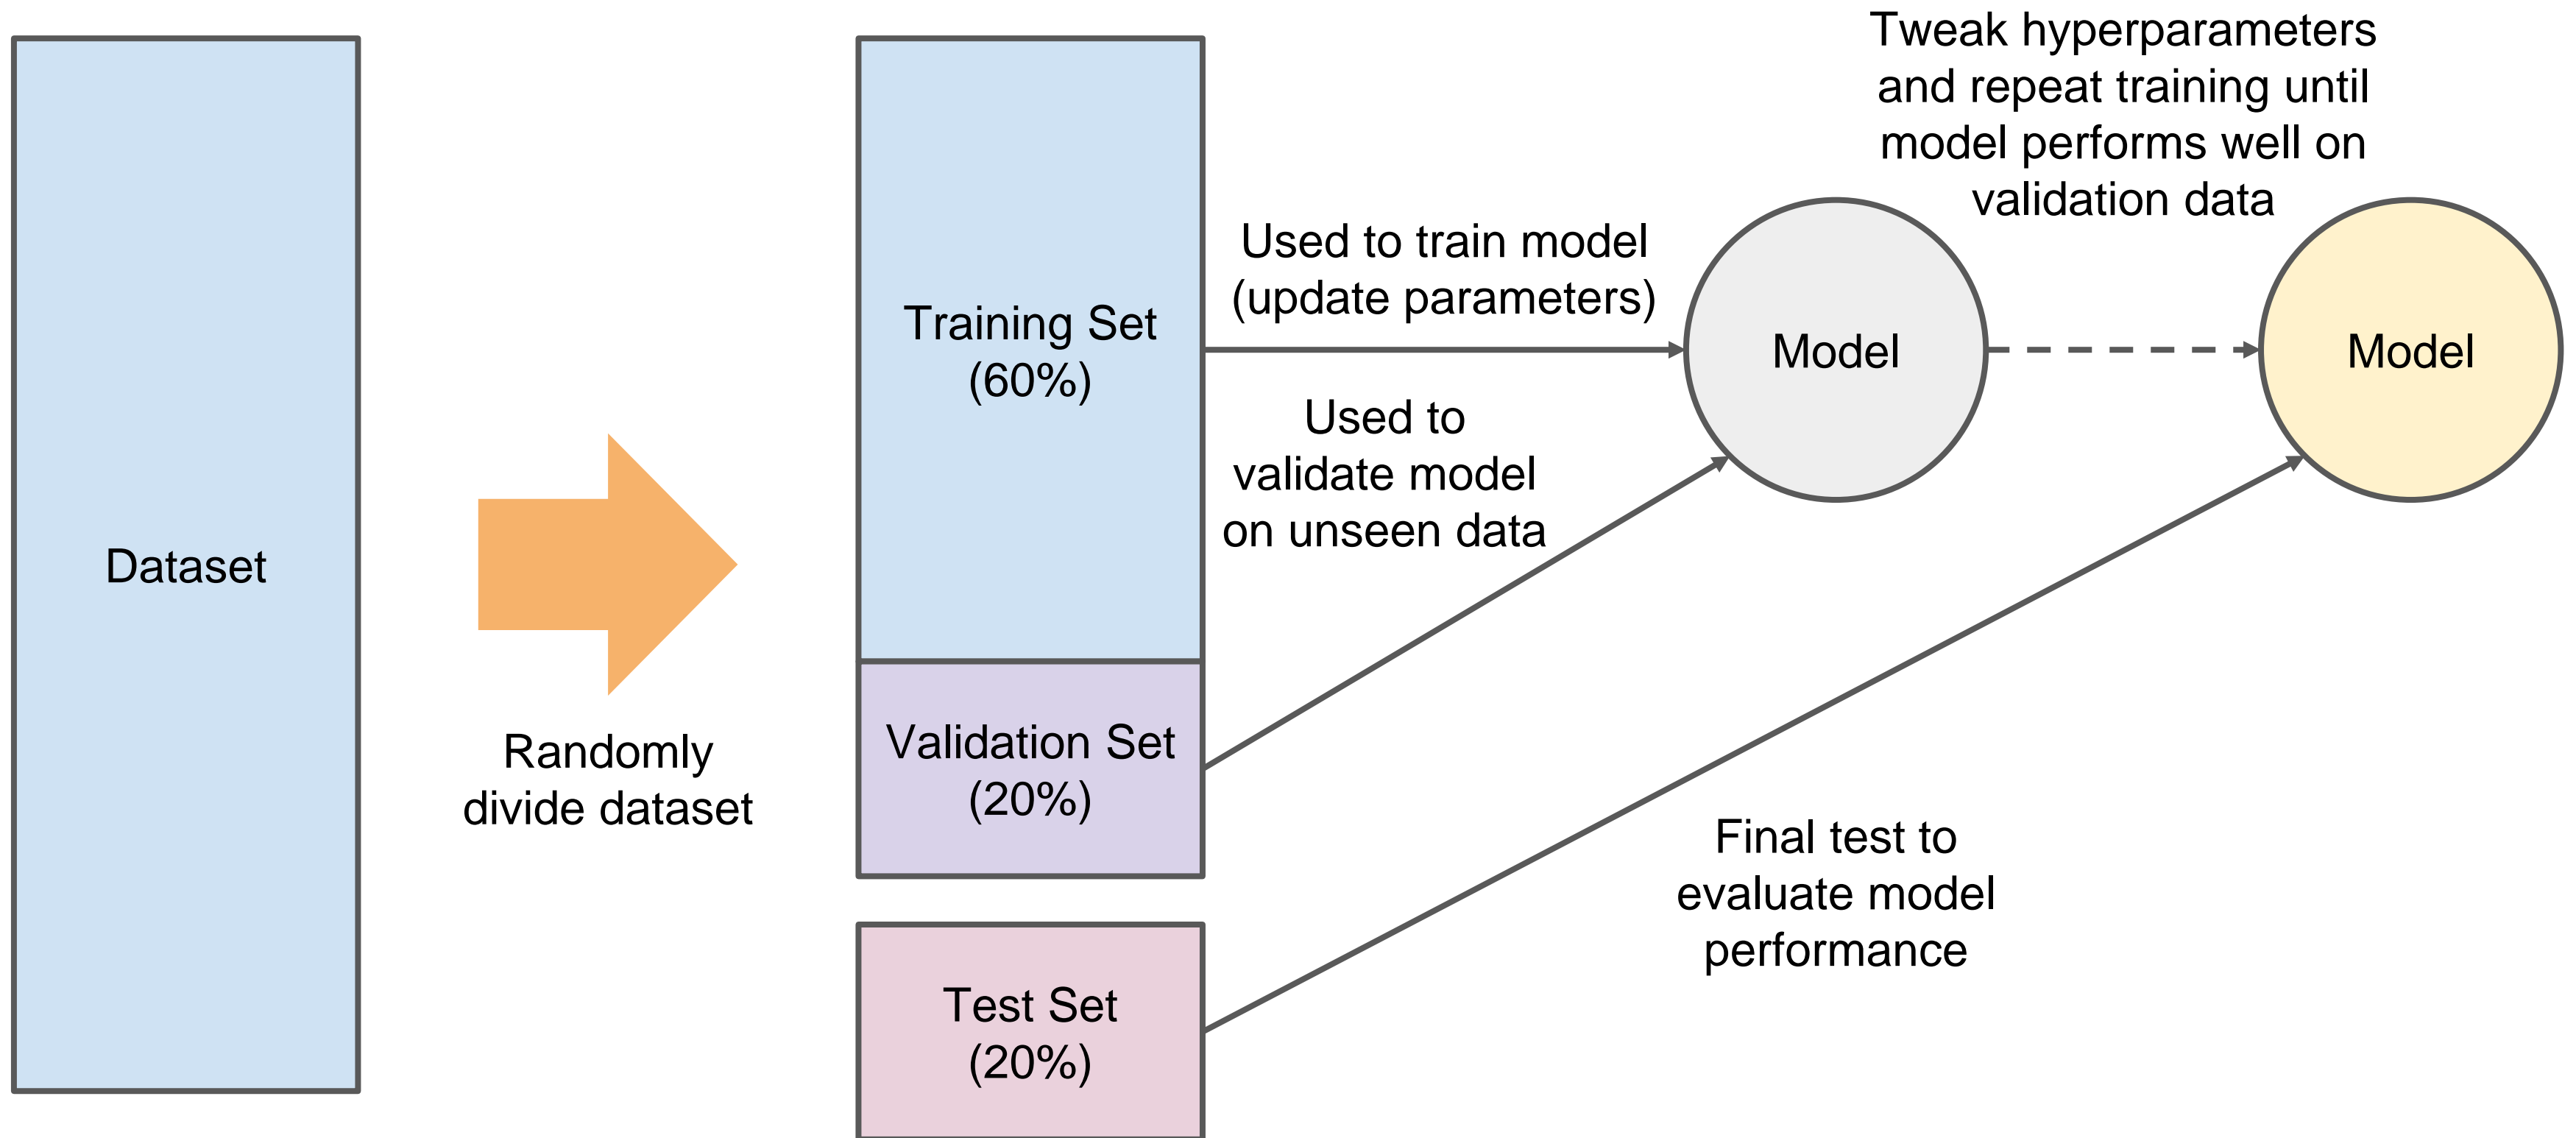 Dataset
Randomly
divide dataset
Training Set
(60%)
Validation Set
(20%)
Test Set
(20%)
Used to train model
(update parameters)
Used to
validate model
on unseen data
Model
Tweak hyperparameters
and repeat training until
model performs well on
validation data
Model
Final test to
evaluate model
performance